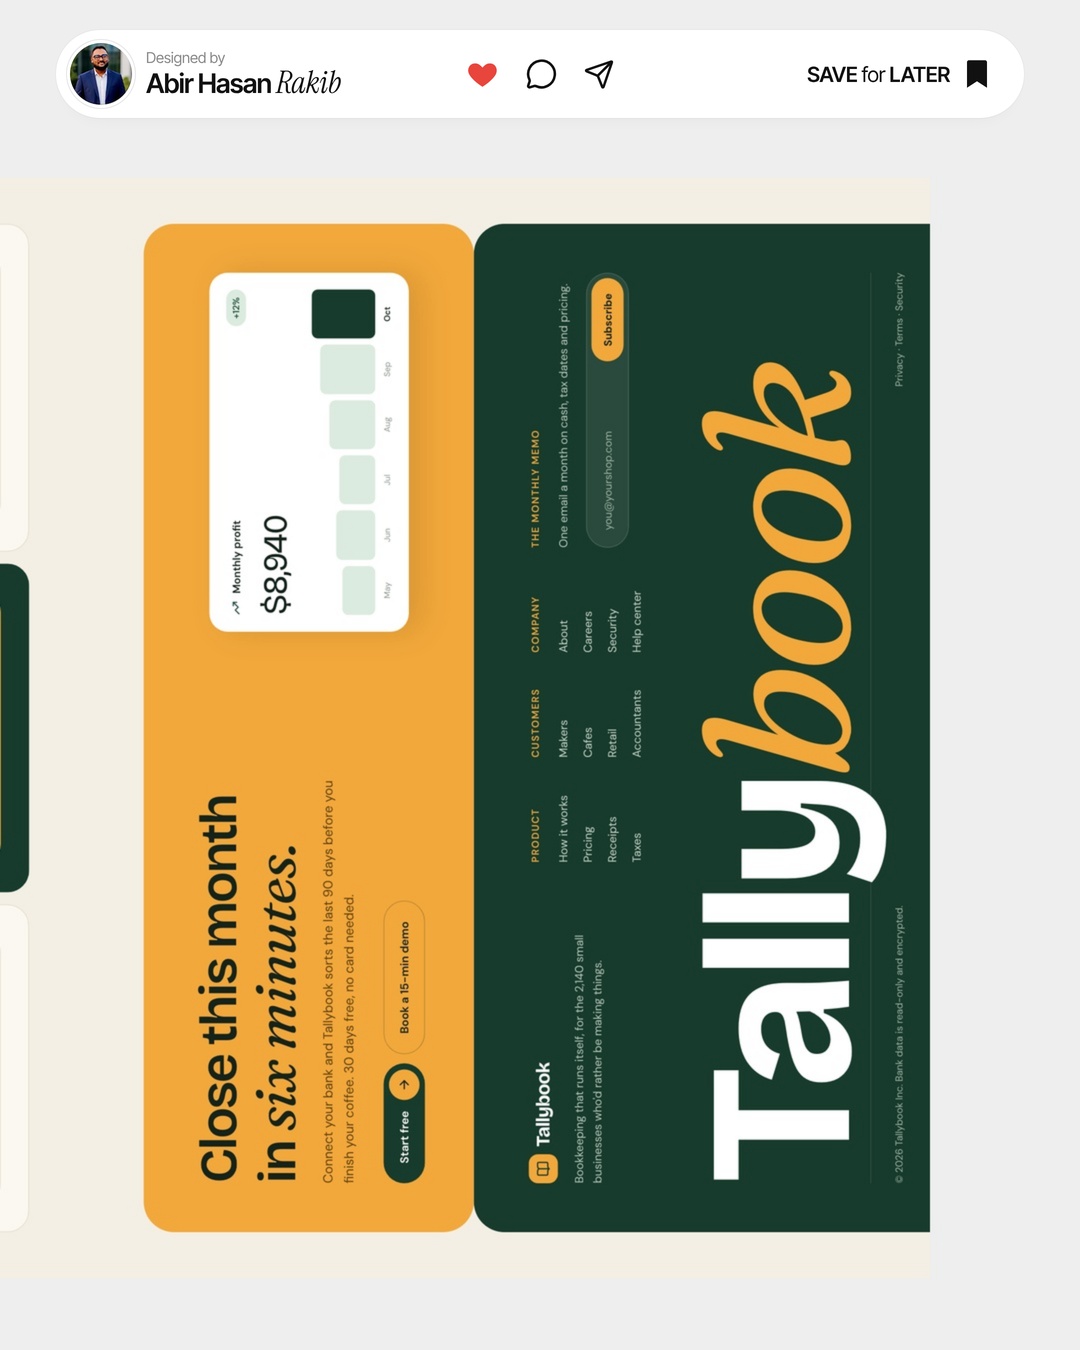 Designed by
Abir Hasan Rakib
SAVE for LATER
Close this month
in six minutes.
Connect your bank and Tallybook sorts the last 90 days before you
finish your coffee. 30 days free, no card needed.
Start free
Book a 15-min demo
Monthly profit
+12%
$8,940
May
Jun
Jul
Aug
Sep
Oct
Tallybook
Bookkeeping that runs itself, for the 2,140 small
businesses who'd rather be making things.
PRODUCT
How it works
Pricing
Receipts
Taxes
CUSTOMERS
Makers
Cafes
Retail
Accountants
COMPANY
About
Careers
Security
Help center
THE MONTHLY MEMO
One email a month on cash, tax dates and pricing.
you@yourshop.com
Subscribe
Tallybook
© 2026 Tallybook Inc. Bank data is read-only and encrypted.
Privacy · Terms · Security